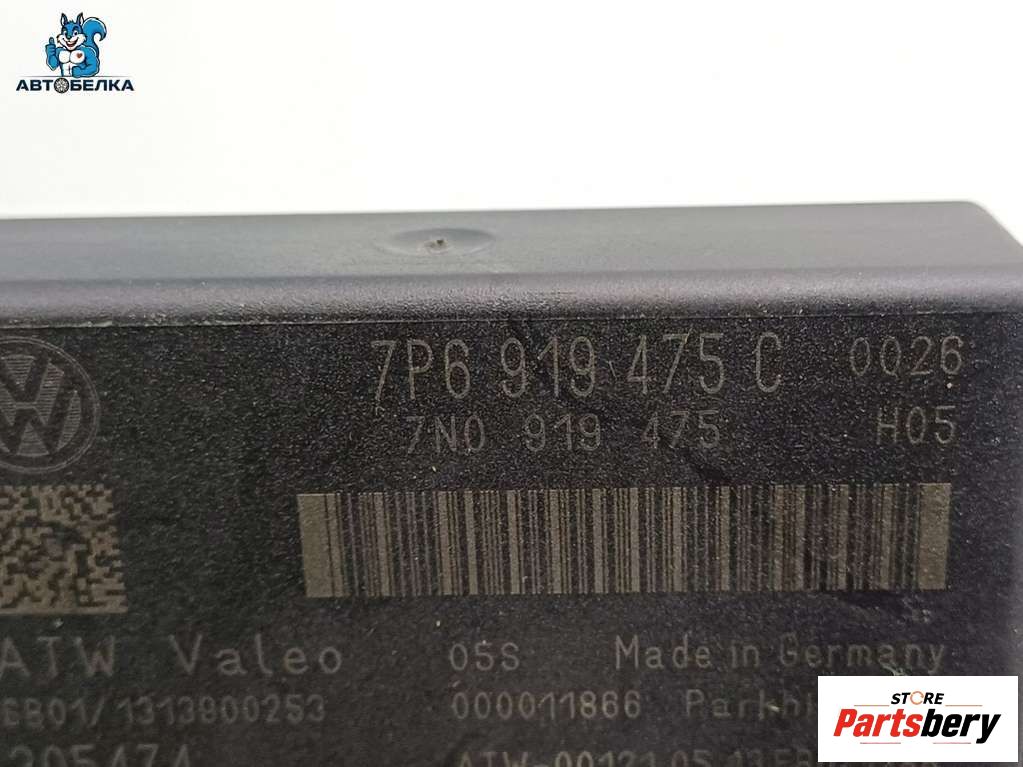 АВТОБЕЛКА
7P6 919 475 C 0026
7N0 919 475 H05
ATW Valeo 05S Made in Germany
000011866
STORE
Partsbery